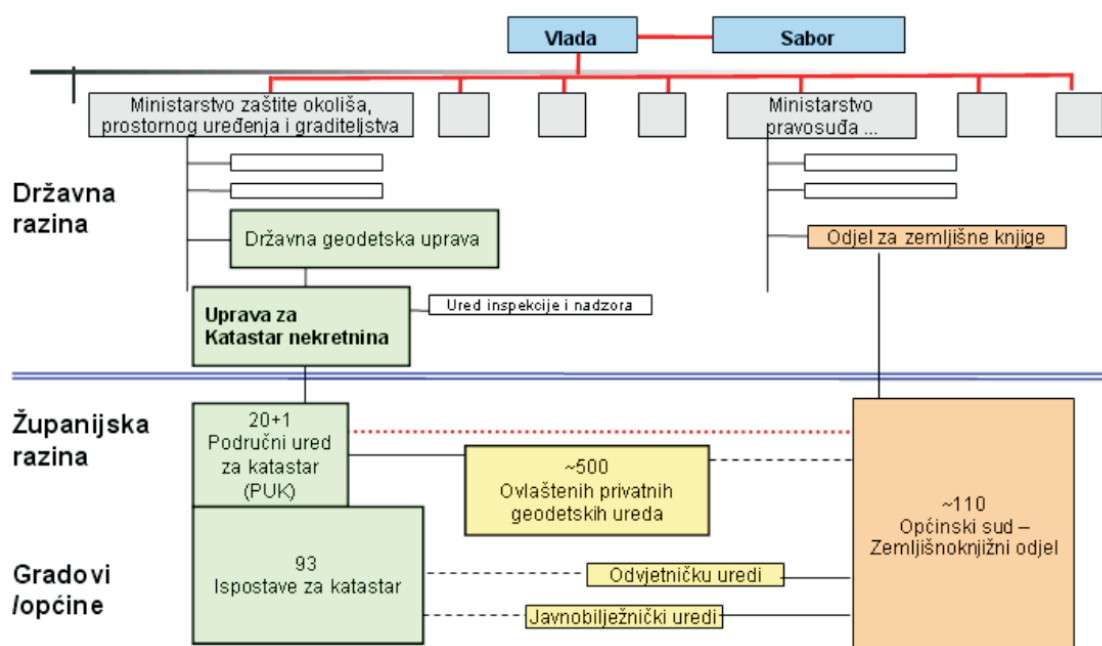 Vlada
Sabor
Ministarstvo zaštite okoliša,
prostornog uređenja i graditeljstva
Ministarstvo
pravosuđa ...
Državna
razina
Državna geodetska uprava
Odjel za zemljišne knjige
Uprava za
Katastar nekretnina
Ured inspekcije i nadzora
Županijska
razina
20+1
Područni ured
za katastar
(PUK)
~500
Ovlaštenih privatnih
geodetskih ureda
~110
Općinski sud –
Zemljišnoknjižni odjel
Gradovi
/općine
93
Ispostave za katastar
Odvjetničku uredi
Javnobilježnički uredi